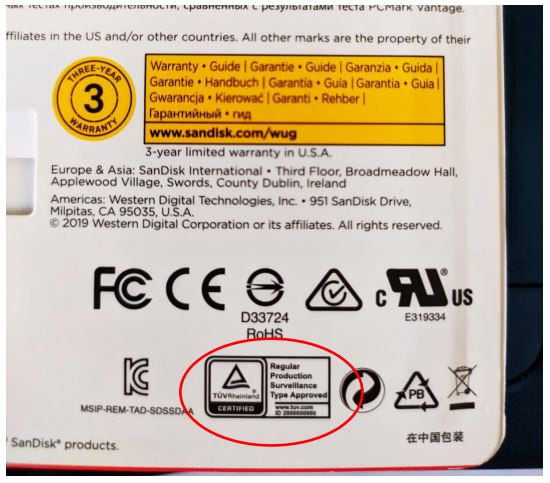 ных тестах производительности, сравненных с результатами теста PCMark Vantage.
ffiliates in the US and/or other countries. All other marks are the property of their
THREE-YEAR
3
WARRANTY
Warranty • Guide | Garantie • Guide | Garanzia • Guida |
Garantie • Handbuch | Garantía • Guía | Garantia • Guia |
Gwarancja • Kierować | Garanti • Rehber |
Гарантийный • гид
www.sandisk.com/wug
3-year limited warranty in U.S.A.
Europe & Asia: SanDisk International • Third Floor, Broadmeadow Hall,
Applewood Village, Swords, County Dublin, Ireland
Americas: Western Digital Technologies, Inc. • 951 SanDisk Drive,
Milpitas, CA 95035, U.S.A.
© 2019 Western Digital Corporation or its affiliates. All rights reserved.
FC CE
D33724
RoHS
c RU® US
E319334
MSIP-REM-TAD-SDSSDAA
TÜVRheinland®
CERTIFIED
Regular
Production
Surveillance
Type Approved
www.tuv.com
ID 2000000000
PB
在中国包装
SanDisk® products.